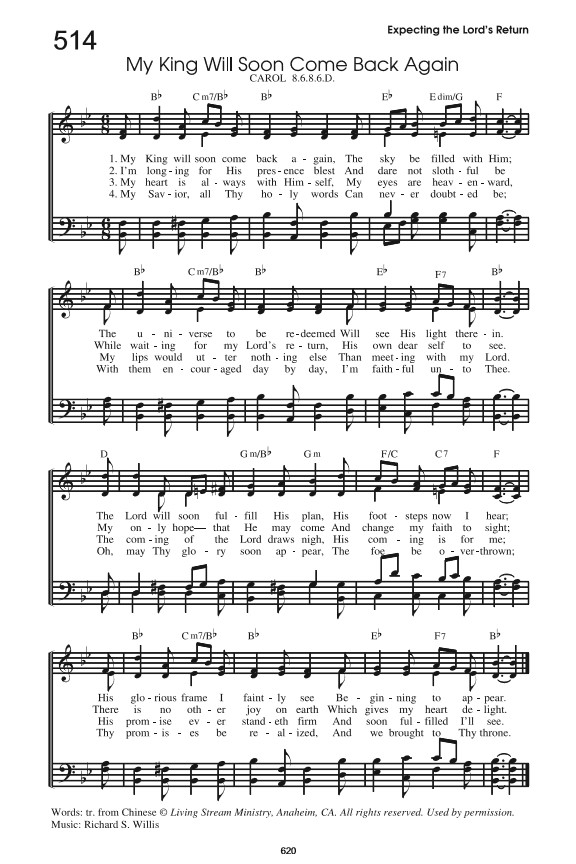 514
Expecting the Lord's Return
My King Will Soon Come Back Again
CAROL 8.6.8.6.D.
B♭ C m7/B♭ B♭ E♭ E dim/G F
1. My King will soon come back a - gain, The sky be filled with Him;
2. I'm long - ing for His pres - ence blest And dare not sloth - ful be
3. My heart is al - ways with Him - self, My eyes are heav - en - ward,
4. My Sav - ior, all Thy ho - ly words Can nev - er doubt - ed be;
B♭ C m7/B♭ B♭ E♭ F7 B♭
The u - ni - verse to be re - deemed Will see His light there - in.
While wait - ing for my Lord's re - turn, His own dear self to see.
My lips would ut - ter noth - ing else Than meet - ing with my Lord.
With them en - cour - aged day by day, I'm faith - ful un - to Thee.
D G m/B♭ G m F/C C7 F
The Lord will soon ful - fill His plan, His foot - steps now I hear;
My on - ly hope— that He may come And change my faith to sight;
The com - ing of the Lord draws nigh, His com - ing is for me;
Oh, may Thy glo - ry soon ap - pear, The foe be o - ver - thrown;
B♭ C m7/B♭ B♭ E♭ F7 B♭
His glo - rious frame I faint - ly see Be - gin - ning to ap - pear.
There is no oth - er joy on earth Which gives my heart de - light.
His prom - ise ev - er stand - eth firm And soon ful - filled I'll see.
Thy prom - is - es be re - al - ized, And we brought to Thy throne.
Words: tr. from Chinese © Living Stream Ministry, Anaheim, CA. All rights reserved. Used by permission.
Music: Richard S. Willis
620